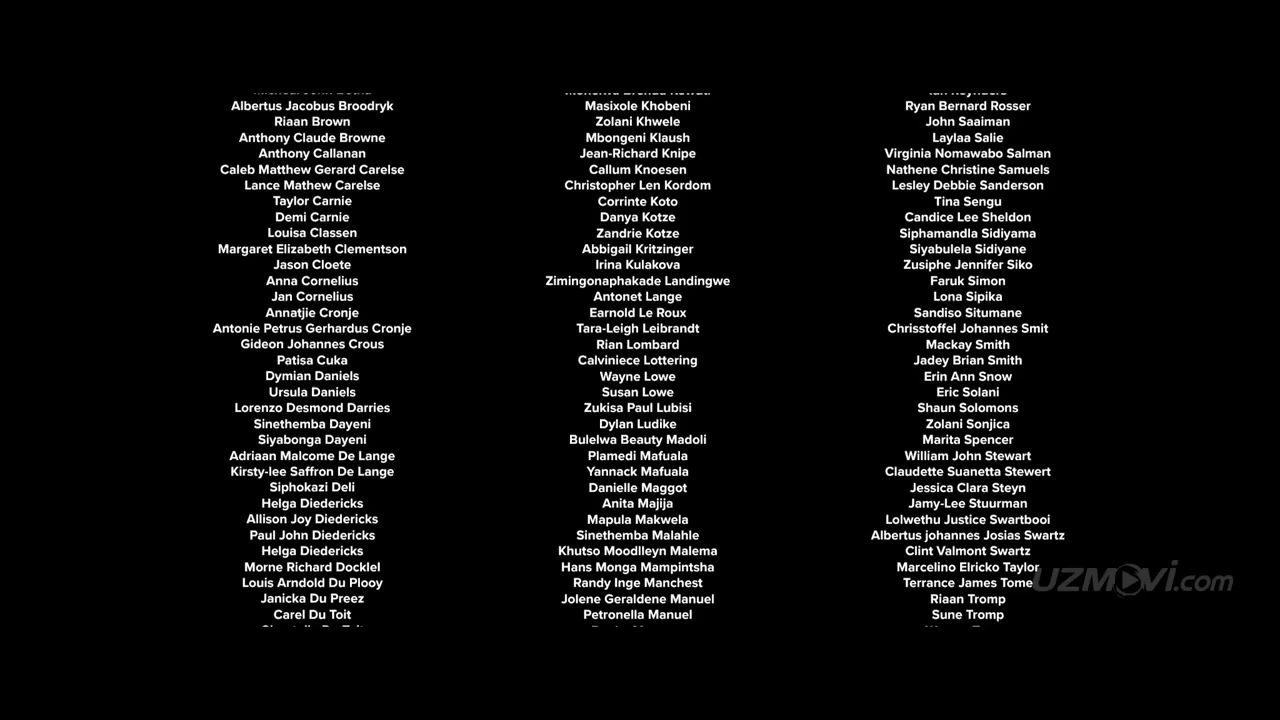 Albertus Jacobus Broodryk
Riaan Brown
Anthony Claude Browne
Anthony Callanan
Caleb Matthew Gerard Carelse
Lance Mathew Carelse
Taylor Carnie
Demi Carnie
Louisa Classen
Margaret Elizabeth Clementson
Jason Cloete
Anna Cornelius
Jan Cornelius
Annatjie Cronje
Antonie Petrus Gerhardus Cronje
Gideon Johannes Crous
Patisa Cuka
Dymian Daniels
Ursula Daniels
Lorenzo Desmond Darries
Sinethemba Dayeni
Siyabonga Dayeni
Adriaan Malcome De Lange
Kirsty-lee Saffron De Lange
Siphokazi Deli
Helga Diedericks
Allison Joy Diedericks
Paul John Diedericks
Helga Diedericks
Morne Richard Docklel
Louis Arndold Du Plooy
Janicka Du Preez
Carel Du Toit
Masixole Khobeni
Zolani Khwele
Mbongeni Klaush
Jean-Richard Knipe
Callum Knoesen
Christopher Len Kordom
Corrinte Koto
Danya Kotze
Zandrie Kotze
Abbigail Kritzinger
Irina Kulakova
Zimingonaphakade Landingwe
Antonet Lange
Earnold Le Roux
Tara-Leigh Leibrandt
Rian Lombard
Calviniece Lottering
Wayne Lowe
Susan Lowe
Zukisa Paul Lubisi
Dylan Ludike
Bulelwa Beauty Madoli
Plamedi Mafuala
Yannack Mafuala
Danielle Maggot
Anita Majija
Mapula Makwela
Sinethemba Malahle
Khutso Moodlleyn Malema
Hans Monga Mampintsha
Randy Inge Manchest
Jolene Geraldene Manuel
Petronella Manuel
Ryan Bernard Rosser
John Saaiman
Laylaa Salie
Virginia Nomawabo Salman
Nathene Christine Samuels
Lesley Debbie Sanderson
Tina Sengu
Candice Lee Sheldon
Siphamandla Sidiyama
Siyabulela Sidiyane
Zusiphe Jennifer Siko
Faruk Simon
Lona Sipika
Sandiso Situmane
Chrisstoffel Johannes Smit
Mackay Smith
Jadey Brian Smith
Erin Ann Snow
Eric Solani
Shaun Solomons
Zolani Sonjica
Marita Spencer
William John Stewart
Claudette Suanetta Stewert
Jessica Clara Steyn
Jamy-Lee Stuurman
Lolwethu Justice Swartbooi
Albertus johannes Josias Swartz
Clint Valmont Swartz
Marcelino Elricko Taylor
Terrance James Tome
Riaan Tromp
Sune Tromp
UZMOVi.com